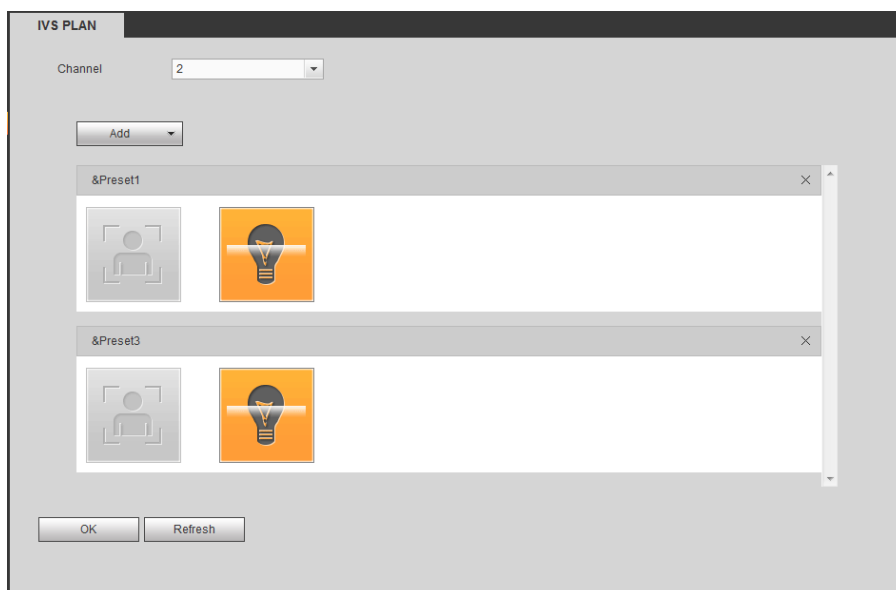 IVS PLAN
Channel 2
Add
&Preset1
&Preset3
OK Refresh